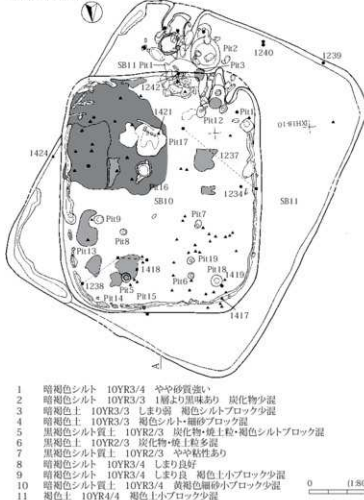 Pit2
1240
1239
SB11 Pit1
Pit3
1242
1421
Pit1
Pit12
Pit17
1237
1424
Pit16
1234
SB10
SB11
Pit9
Pit7
Pit8
Pit13
1418
Pit19
1238
Pit5
Pit6
Pit18
1419
Pit14
Pit15
1417
A
1 暗褐色シルト 10YR3/4 やや砂質強い
2 暗褐色シルト 10YR3/3 1層より黒味あり 炭化物少混
3 暗褐色土 10YR3/3 しまり弱 褐色シルトブロック少混
4 暗褐色土 10YR3/3 褐色シルト・細砂ブロック混
5 黒褐色シルト質土 10YR2/3 炭化物・焼土粒・褐色シルトブロック混
6 黒褐色土 10YR2/3 炭化物・焼土粒多混
7 黒褐色シルト質土 10YR2/3 やや粘性あり
8 暗褐色シルト 10YR3/4 しまり良好
9 暗褐色シルト 10YR3/4 しまり良 褐色土小ブロック少混
10 暗褐色シルト質土 10YR3/4 黄褐色細砂小ブロック少混
11 褐色土 10YR4/4 褐色土小ブロック少混
0